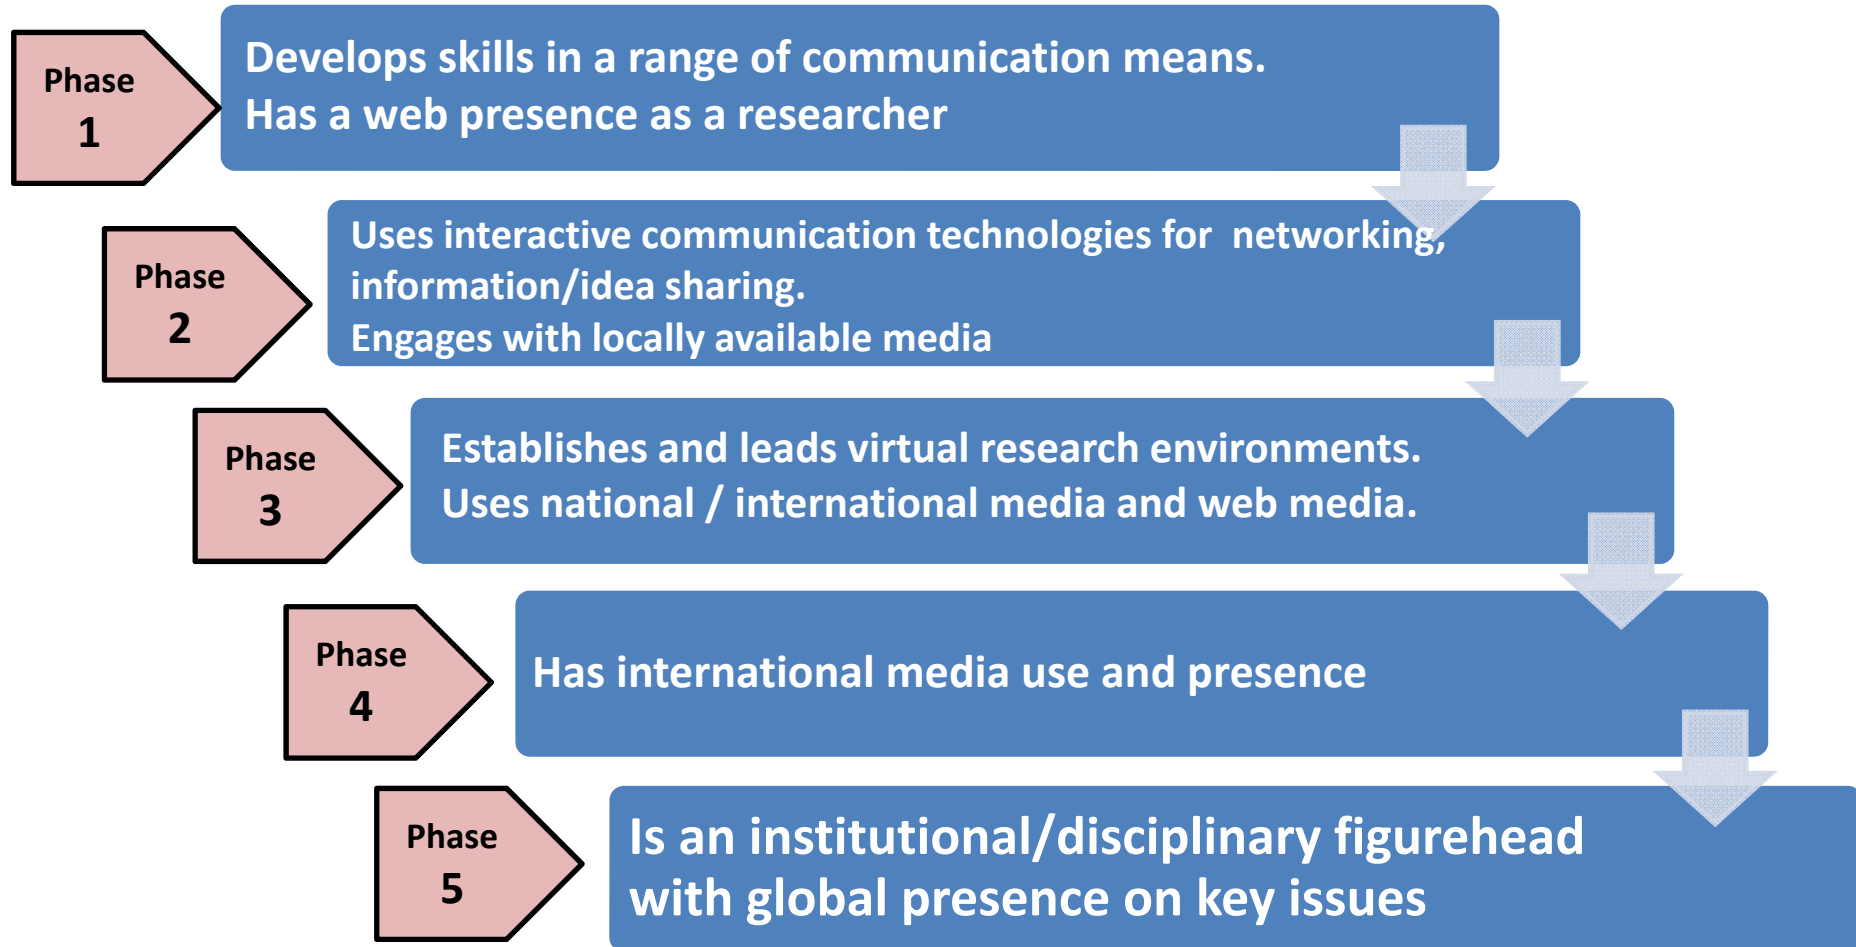 Phase
1
Develops skills in a range of communication means.
Has a web presence as a researcher
Phase
2
Uses interactive communication technologies for  networking,
information/idea sharing.
Engages with locally available media
Phase
3
Establishes and leads virtual research environments.
Uses national / international media and web media.
Phase
4
Has international media use and presence
Phase
5
Is an institutional/disciplinary figurehead
with global presence on key issues